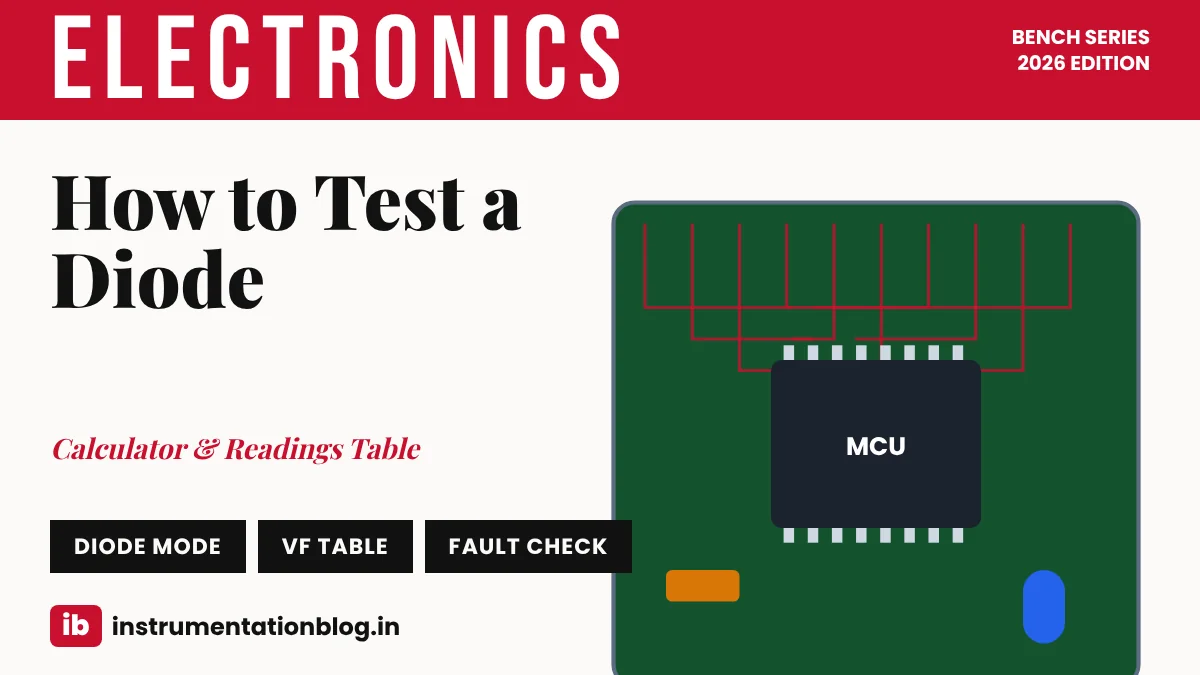 ELECTRONICS
BENCH SERIES
2026 EDITION
How to Test a
Diode
Calculator & Readings Table
DIODE MODE
VF TABLE
FAULT CHECK
MCU
ib
instrumentationblog.in